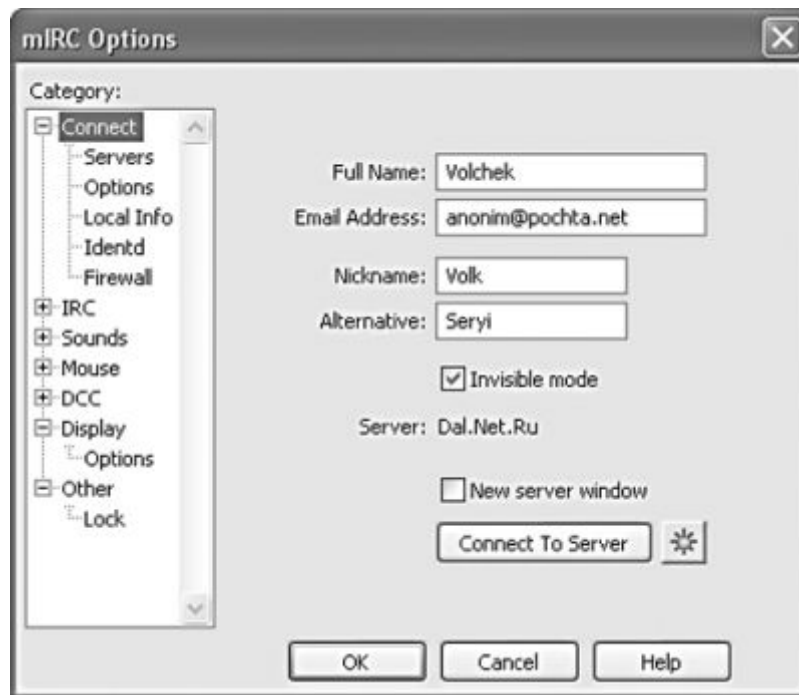 mIRC Options
Category:
Connect
Servers
Options
Local Info
Identd
Firewall
IRC
Sounds
Mouse
DCC
Display
Options
Other
Lock
Full Name: Volchek
Email Address: anonim@pochta.net
Nickname: Volk
Alternative: Seryi
Invisible mode
Server: Dal.Net.Ru
New server window
Connect To Server
OK Cancel Help